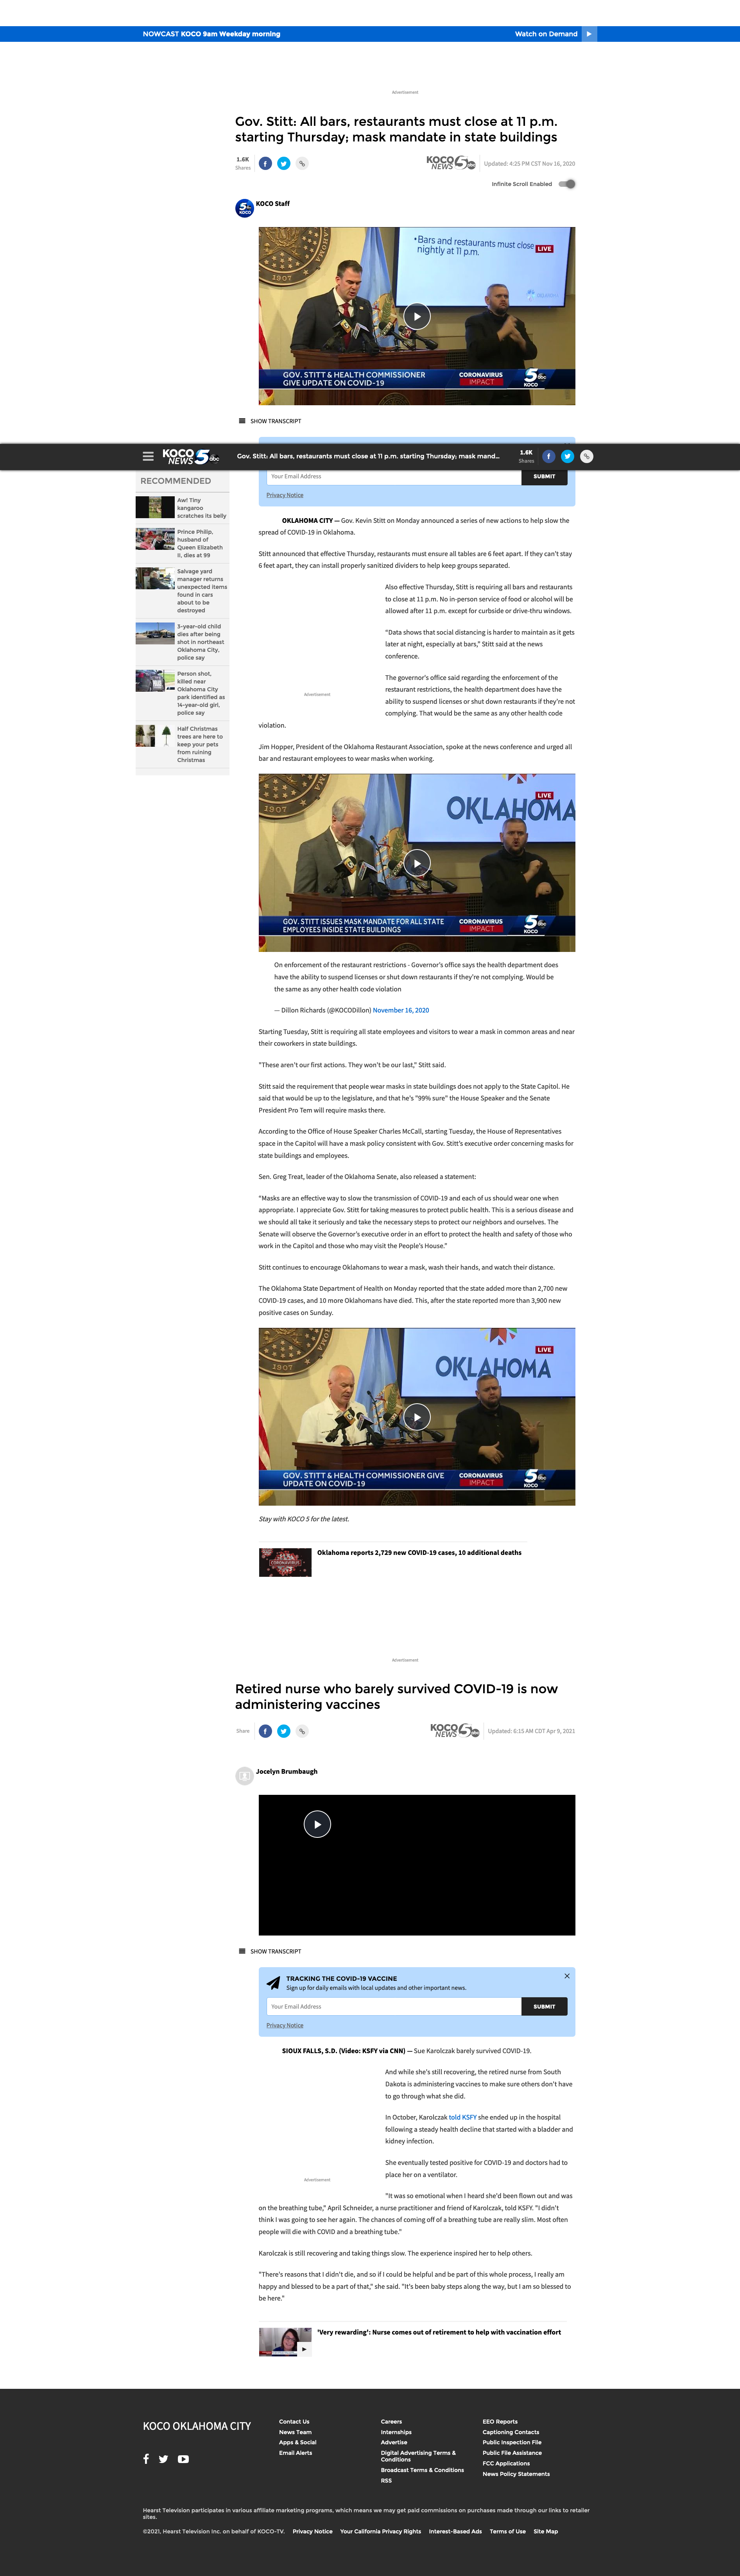 NOWCAST KOCO 9am Weekday morning
Watch on Demand
Advertisement
Gov. Stitt: All bars, restaurants must close at 11 p.m.
starting Thursday; mask mandate in state buildings
1.6K
Shares
KOCO 5 abc NEWS
Updated: 4:25 PM CST Nov 16, 2020
Infinite Scroll Enabled
KOCO Staff
•Bars and restaurants must close
nightly at 11 p.m.
LIVE
1907
GOV. STITT & HEALTH COMMISSIONER
GIVE UPDATE ON COVID-19
CORONAVIRUS
IMPACT
5 abc
KOCO
SHOW TRANSCRIPT
KOCO 5 abc NEWS
Gov. Stitt: All bars, restaurants must close at 11 p.m. starting Thursday; mask mand...
1.6K
Shares
Your Email Address
SUBMIT
Privacy Notice
RECOMMENDED
Aw! Tiny
kangaroo
scratches its belly
Prince Philip,
husband of
Queen Elizabeth
II, dies at 99
Salvage yard
manager returns
unexpected items
found in cars
about to be
destroyed
3-year-old child
dies after being
shot in northeast
Oklahoma City,
police say
Person shot,
killed near
Oklahoma City
park identified as
14-year-old girl,
police say
Half Christmas
trees are here to
keep your pets
from ruining
Christmas
OKLAHOMA CITY — Gov. Kevin Stitt on Monday announced a series of new actions to help slow the
spread of COVID-19 in Oklahoma.
Stitt announced that effective Thursday, restaurants must ensure all tables are 6 feet apart. If they can't stay
6 feet apart, they can install properly sanitized dividers to help keep groups separated.
Also effective Thursday, Stitt is requiring all bars and restaurants
to close at 11 p.m. No in-person service of food or alcohol will be
allowed after 11 p.m. except for curbside or drive-thru windows.
"Data shows that social distancing is harder to maintain as it gets
later at night, especially at bars," Stitt said at the news
conference.
Advertisement
The governor's office said regarding the enforcement of the
restaurant restrictions, the health department does have the
ability to suspend licenses or shut down restaurants if they're not
complying. That would be the same as any other health code
violation.
Jim Hopper, President of the Oklahoma Restaurant Association, spoke at the news conference and urged all
bar and restaurant employees to wear masks when working.
OKLAHOMA
LIVE
1907
GOV. STITT ISSUES MASK MANDATE FOR ALL STATE
EMPLOYEES INSIDE STATE BUILDINGS
CORONAVIRUS
IMPACT
5 abc
KOCO
On enforcement of the restaurant restrictions - Governor's office says the health department does
have the ability to suspend licenses or shut down restaurants if they're not complying. Would be
the same as any other health code violation
— Dillon Richards (@KOCODillon) November 16, 2020
Starting Tuesday, Stitt is requiring all state employees and visitors to wear a mask in common areas and near
their coworkers in state buildings.
"These aren't our first actions. They won't be our last," Stitt said.
Stitt said the requirement that people wear masks in state buildings does not apply to the State Capitol. He
said that would be up to the legislature, and that he's "99% sure" the House Speaker and the Senate
President Pro Tem will require masks there.
According to the Office of House Speaker Charles McCall, starting Tuesday, the House of Representatives
space in the Capitol will have a mask policy consistent with Gov. Stitt's executive order concerning masks for
state buildings and employees.
Sen. Greg Treat, leader of the Oklahoma Senate, also released a statement:
"Masks are an effective way to slow the transmission of COVID-19 and each of us should wear one when
appropriate. I appreciate Gov. Stitt for taking measures to protect public health. This is a serious disease and
we should all take it seriously and take the necessary steps to protect our neighbors and ourselves. The
Senate will observe the Governor's executive order in an effort to protect the health and safety of those who
work in the Capitol and those who may visit the People's House."
Stitt continues to encourage Oklahomans to wear a mask, wash their hands, and watch their distance.
The Oklahoma State Department of Health on Monday reported that the state added more than 2,700 new
COVID-19 cases, and 10 more Oklahomans have died. This, after the state reported more than 3,900 new
positive cases on Sunday.
LIVE
OKLAHOMA
1907
GOV. STITT & HEALTH COMMISSIONER GIVE
UPDATE ON COVID-19
CORONAVIRUS
IMPACT
5 abc
KOCO
Stay with KOCO 5 for the latest.
Oklahoma reports 2,729 new COVID-19 cases, 10 additional deaths
Advertisement
Retired nurse who barely survived COVID-19 is now
administering vaccines
Share
KOCO 5 abc NEWS
Updated: 6:15 AM CDT Apr 9, 2021
Jocelyn Brumbaugh
SHOW TRANSCRIPT
TRACKING THE COVID-19 VACCINE
Sign up for daily emails with local updates and other important news.
Your Email Address
SUBMIT
Privacy Notice
SIOUX FALLS, S.D. (Video: KSFY via CNN) — Sue Karolczak barely survived COVID-19.
And while she's still recovering, the retired nurse from South
Dakota is administering vaccines to make sure others don't have
to go through what she did.
In October, Karolczak told KSFY she ended up in the hospital
following a steady health decline that started with a bladder and
kidney infection.
She eventually tested positive for COVID-19 and doctors had to
place her on a ventilator.
Advertisement
"It was so emotional when I heard she'd been flown out and was
on the breathing tube," April Schneider, a nurse practitioner and friend of Karolczak, told KSFY. "I didn't
think I was going to see her again. The chances of coming off of a breathing tube are really slim. Most often
people will die with COVID and a breathing tube."
Karolczak is still recovering and taking things slow. The experience inspired her to help others.
"There's reasons that I didn't die, and so if I could be helpful and be part of this whole process, I really am
happy and blessed to be a part of that," she said. "It's been baby steps along the way, but I am so blessed to
be here."
'Very rewarding': Nurse comes out of retirement to help with vaccination effort
KOCO OKLAHOMA CITY
Contact Us
News Team
Apps & Social
Email Alerts
Careers
Internships
Advertise
Digital Advertising Terms &
Conditions
Broadcast Terms & Conditions
RSS
EEO Reports
Captioning Contacts
Public Inspection File
Public File Assistance
FCC Applications
News Policy Statements
Hearst Television participates in various affiliate marketing programs, which means we may get paid commissions on purchases made through our links to retailer
sites.
©2021, Hearst Television Inc. on behalf of KOCO-TV.
Privacy Notice
Your California Privacy Rights
Interest-Based Ads
Terms of Use
Site Map